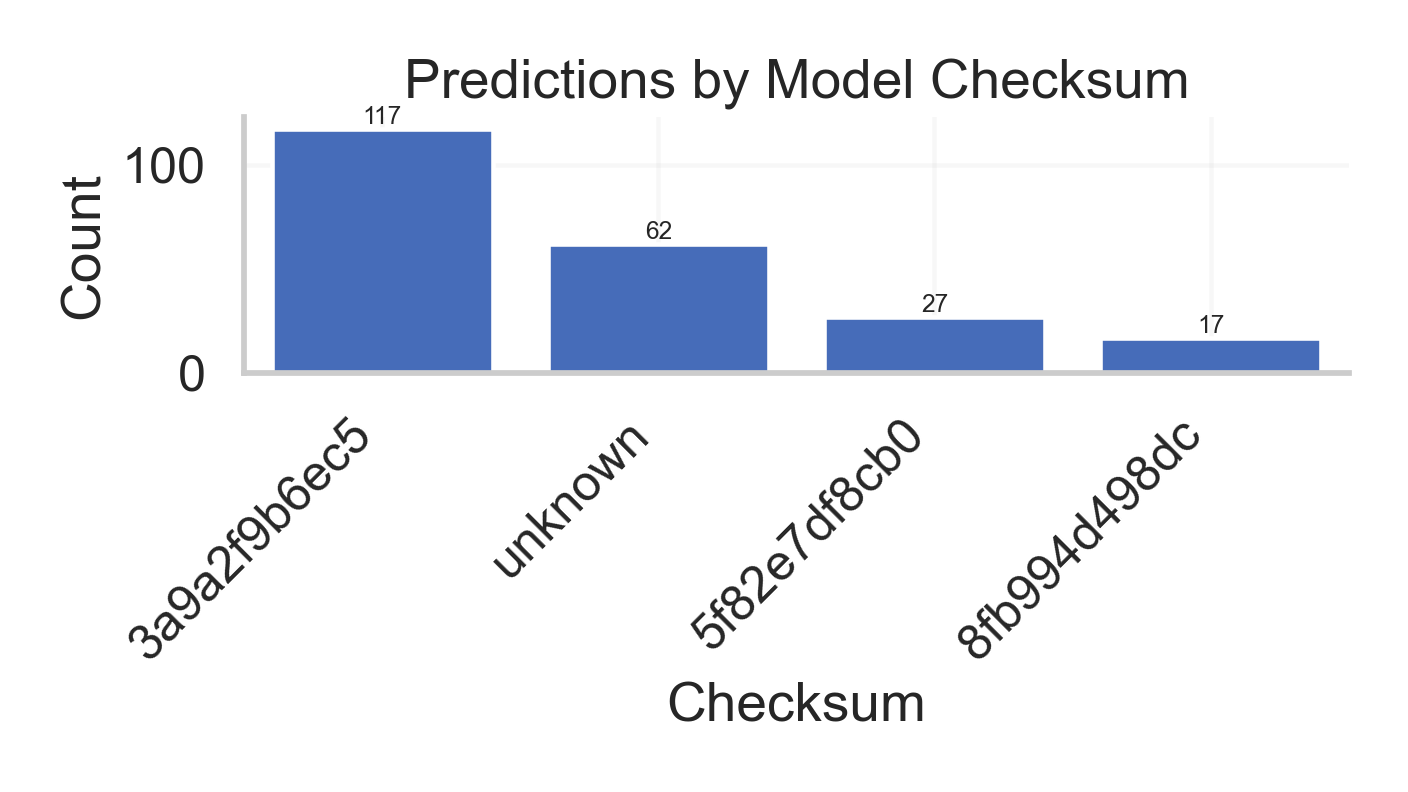 Predictions by Model Checksum
Count
100
0
117
62
27
17
3a9a2f9b6ec5
unknown
5f82e7df8cb0
8fb994d498dc
Checksum